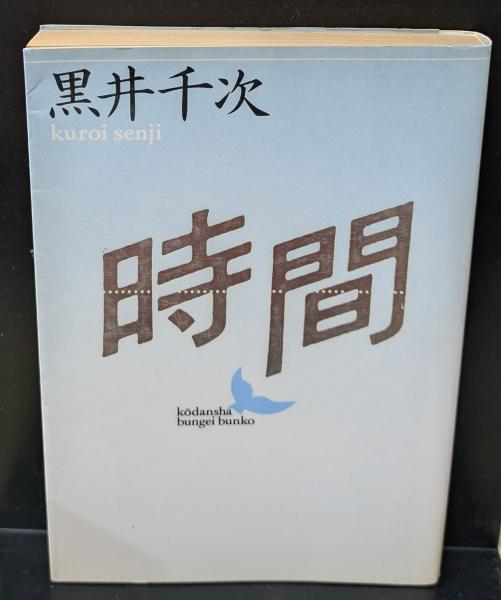 黒井千次
kuroi senji
時間
kōdansha
bungei bunko